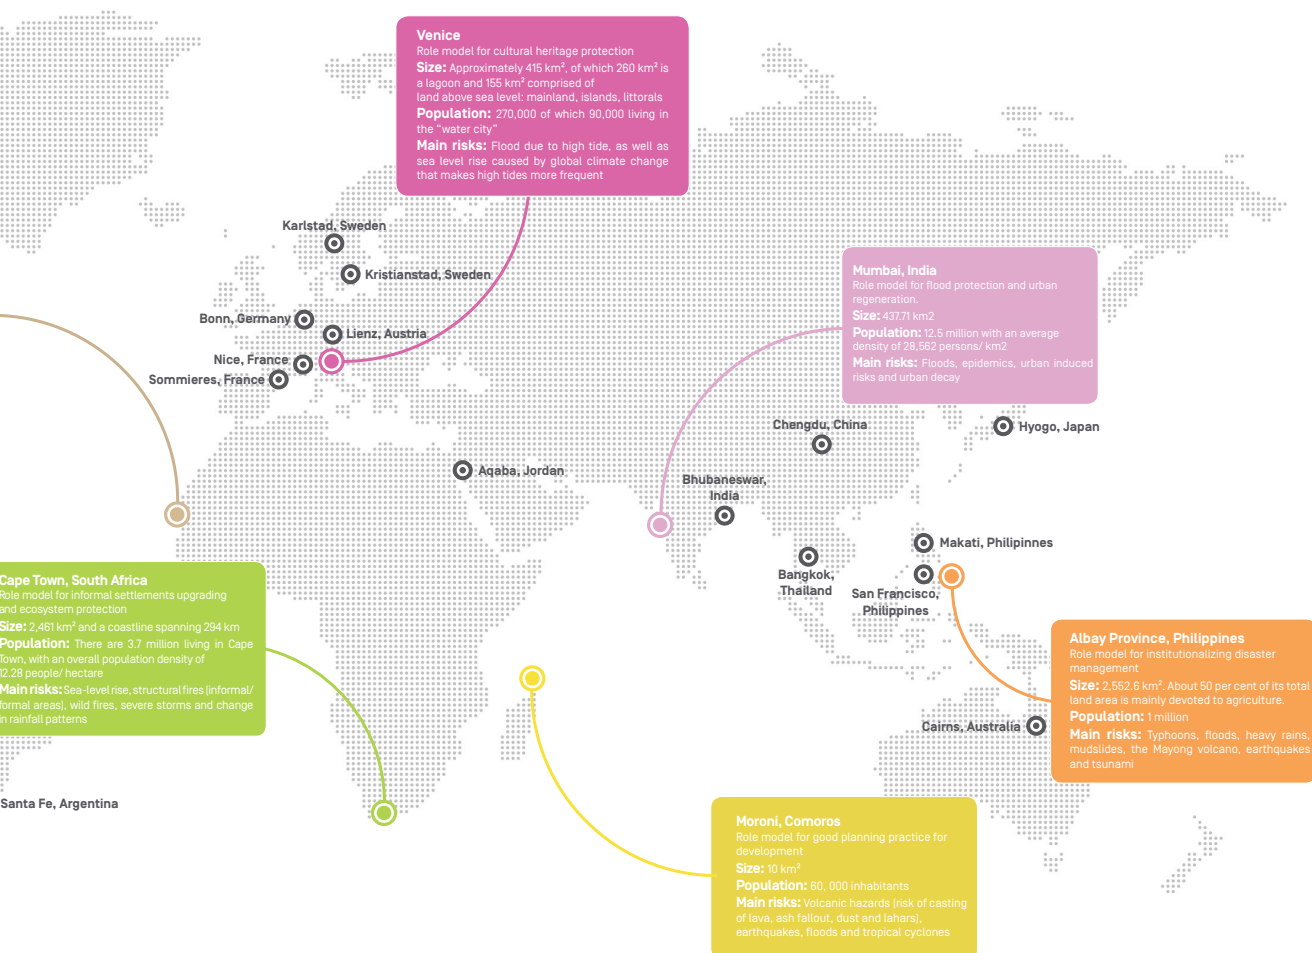 Venice
Role model for cultural heritage protection
Size: Approximately 415 km², of which 260 km² is
a lagoon and 155 km² comprised of
land above sea level: mainland, islands, littorals
Population: 270,000 of which 90,000 living in
the “water city”
Main risks: Flood due to high tide, as well as
sea level rise caused by global climate change
that makes high tides more frequent
Karlstad, Sweden
Kristianstad, Sweden
Bonn, Germany
Lienz, Austria
Nice, France
Sommieres, France
Mumbai, India
Role model for flood protection and urban
regeneration.
Size: 437.71 km2
Population: 12.5 million with an average
density of 28,562 persons/ km2
Main risks: Floods, epidemics, urban induced
risks and urban decay
Chengdu, China
Hyogo, Japan
Aqaba, Jordan
Bhubaneswar,
India
Makati, Philipinnes
Bangkok,
Thailand
San Francisco,
Philippines
Cape Town, South Africa
Role model for informal settlements upgrading
and ecosystem protection
Size: 2,461 km² and a coastline spanning 294 km
Population: There are 3.7 million living in Cape
Town, with an overall population density of
12.28 people/ hectare
Main risks: Sea-level rise, structural fires (informal/
formal areas), wild fires, severe storms and change
in rainfall patterns
Albay Province, Philippines
Role model for institutionalizing disaster
management
Size: 2,552.6 km². About 50 per cent of its total
land area is mainly devoted to agriculture.
Population: 1 million
Main risks: Typhoons, floods, heavy rains,
mudslides, the Mayong volcano, earthquakes
and tsunami
Cairns, Australia
Santa Fe, Argentina
Moroni, Comoros
Role model for good planning practice for
development
Size: 10 km²
Population: 60, 000 inhabitants
Main risks: Volcanic hazards (risk of casting
of lava, ash fallout, dust and lahars),
earthquakes, floods and tropical cyclones